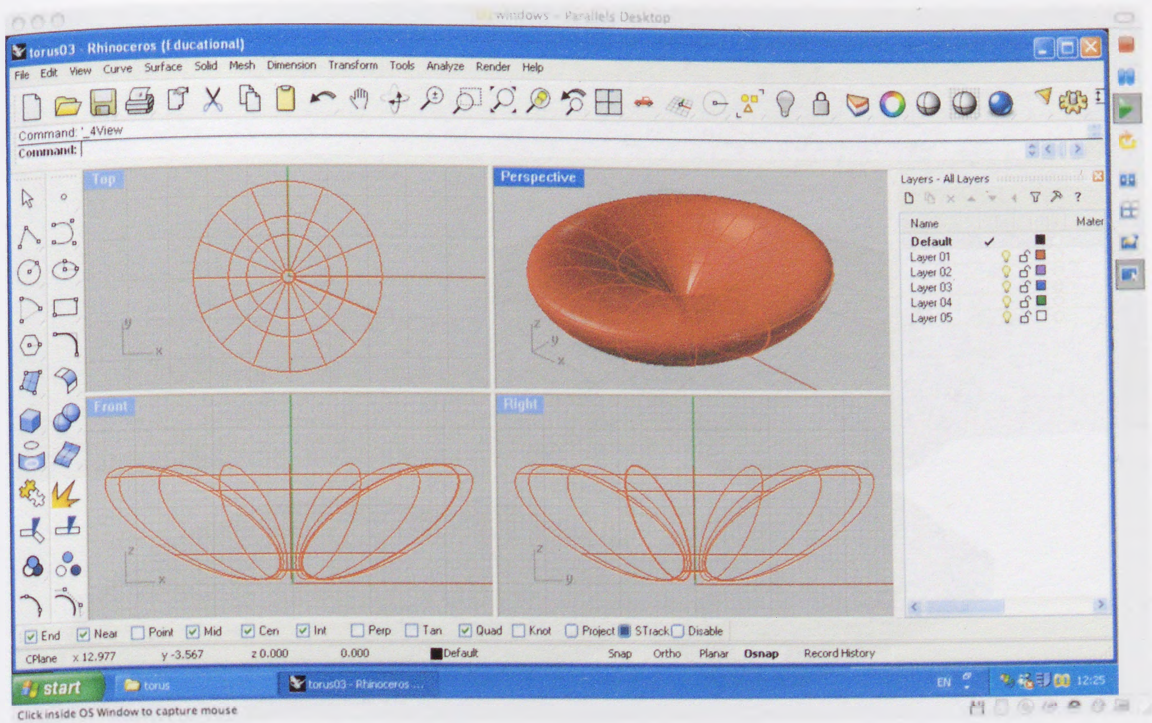 windows - Parallels Desktop
torus03 - Rhinoceros (Educational)
File Edit View Curve Surface Solid Mesh Dimension Transform Tools Analyze Render Help
Command: '_4View
Command:
Top
Perspective
Layers - All Layers
?
Name Mater
Default
Layer 01
Layer 02
Layer 03
Layer 04
Layer 05
y
x
z
y
x
Front
Right
z
x
z
y
End Near Point Mid Cen Int Perp Tan Quad Knot Project STrack Disable
CPlane x 12.977 y -3.567 z 0.000 0.000 Default Snap Ortho Planar Osnap Record History
start torus torus03 - Rhinoceros ... EN 12:25
Click inside OS Window to capture mouse